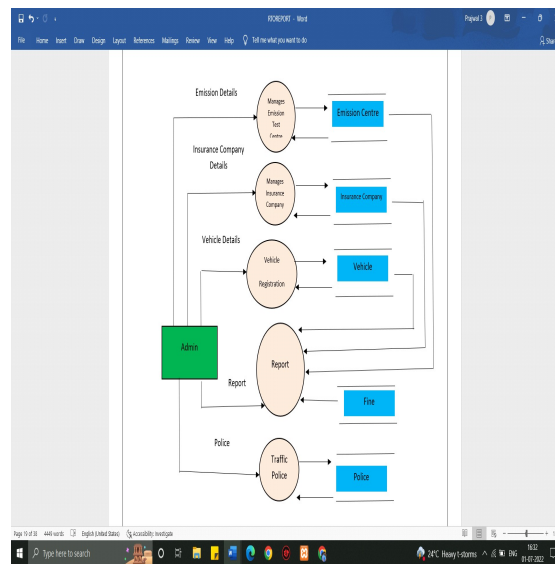 RTOREPORT - Word
Prajwal 3
File Home Insert Draw Design Layout References Mailings Review View Help Tell me what you want to do
Emission Details
Manages
Emission
Test
Centre
Emission Centre
Insurance Company
Details
Manages
Insurance
Company
Insurance Company
Vehicle Details
Vehicle
Registration
Vehicle
Admin
Report
Report
Fine
Police
Traffic
Police
Police
Page 19 of 38 4449 words English (United States) Accessibility: Investigate
Type here to search
24°C Heavy t-storms ENG
1632
01-07-2022